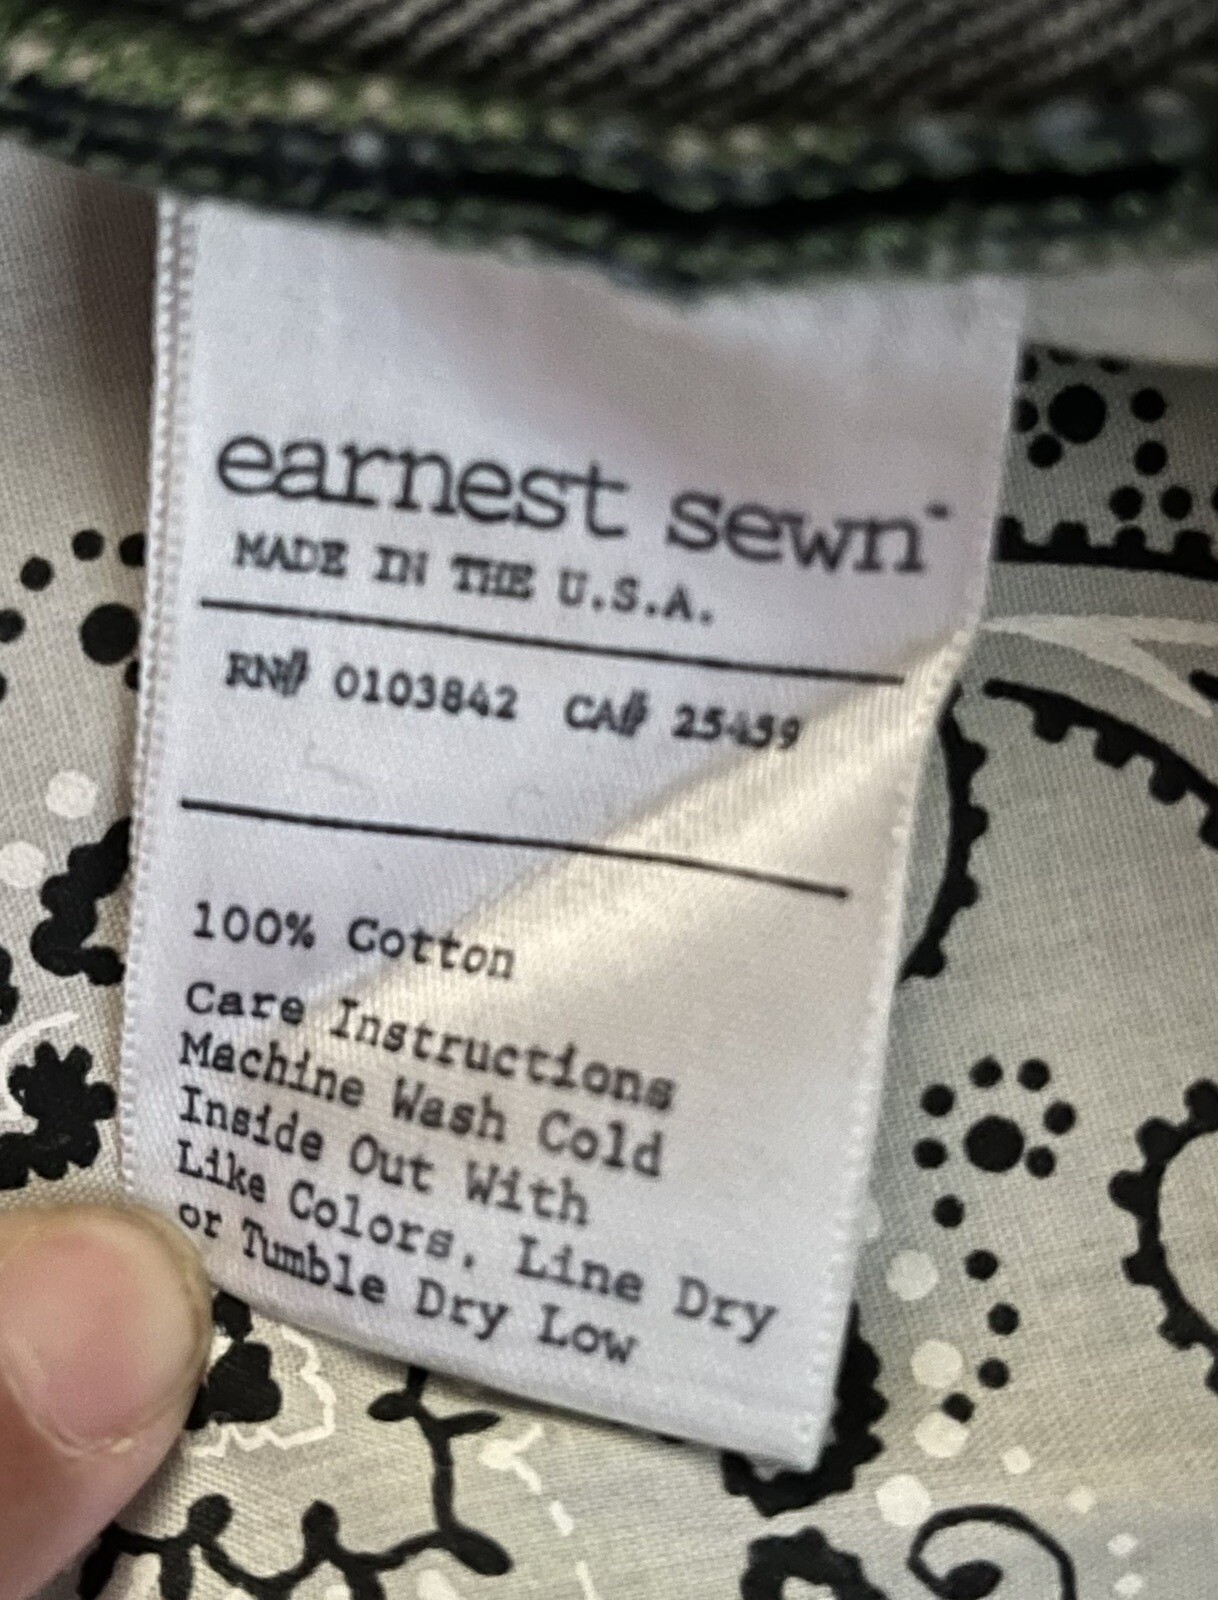 earnest sewn™
MADE IN THE U.S.A.
RN# 0103842 CA# 25459
100% Cotton
Care Instructions
Machine Wash Cold
Inside Out With
Like Colors, Line Dry
or Tumble Dry Low